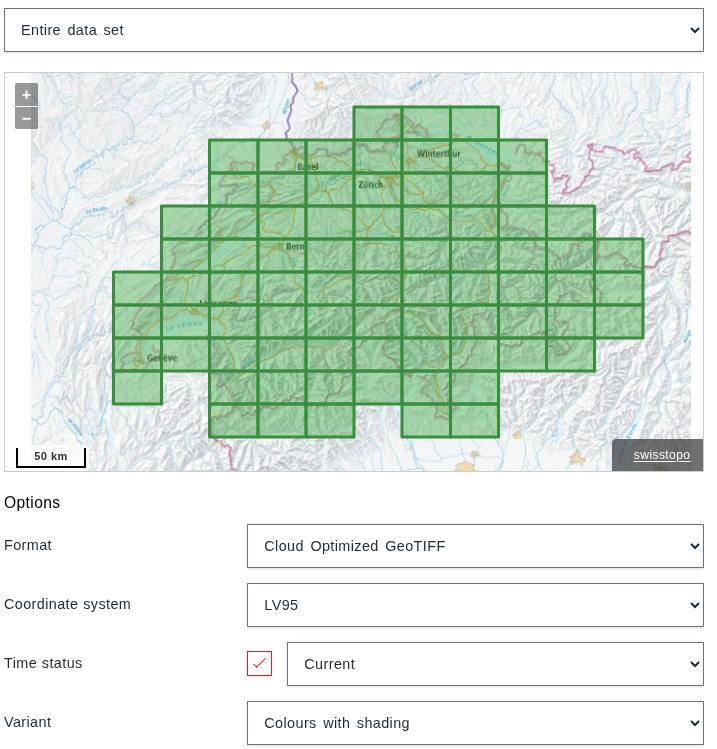 Entire data set
+
−
Basel
Winterthur
Zürich
Bern
Lausanne
Le Léman
Genève
50 km
swisstopo
Options
Format
Cloud Optimized GeoTIFF
Coordinate system
LV95
Time status
Current
Variant
Colours with shading